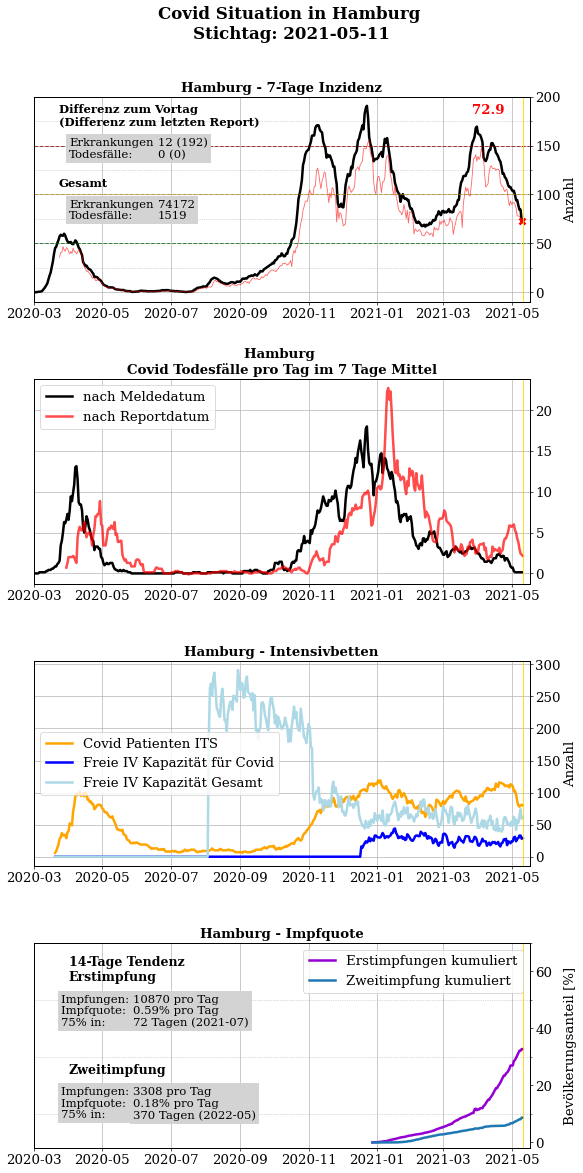 Covid Situation in Hamburg
Stichtag: 2021-05-11
Hamburg - 7-Tage Inzidenz
Differenz zum Vortag
(Differenz zum letzten Report)
Erkrankungen 12 (192)
Todesfälle: 0 (0)
Gesamt
Erkrankungen 74172
Todesfälle: 1519
72.9
200
150
100
50
0
Anzahl
2020-03 2020-05 2020-07 2020-09 2020-11 2021-01 2021-03 2021-05
Hamburg
Covid Todesfälle pro Tag im 7 Tage Mittel
nach Meldedatum
nach Reportdatum
20
15
10
5
0
2020-03 2020-05 2020-07 2020-09 2020-11 2021-01 2021-03 2021-05
Hamburg - Intensivbetten
Covid Patienten ITS
Freie IV Kapazität für Covid
Freie IV Kapazität Gesamt
300
250
200
150
100
50
0
Anzahl
2020-03 2020-05 2020-07 2020-09 2020-11 2021-01 2021-03 2021-05
Hamburg - Impfquote
14-Tage Tendenz
Erstimpfung
Impfungen: 10870 pro Tag
Impfquote: 0.59% pro Tag
75% in: 72 Tagen (2021-07)
Zweitimpfung
Impfungen: 3308 pro Tag
Impfquote: 0.18% pro Tag
75% in: 370 Tagen (2022-05)
Erstimpfungen kumuliert
Zweitimpfung kumuliert
60
40
20
0
Bevölkerungsanteil [%]
2020-03 2020-05 2020-07 2020-09 2020-11 2021-01 2021-03 2021-05